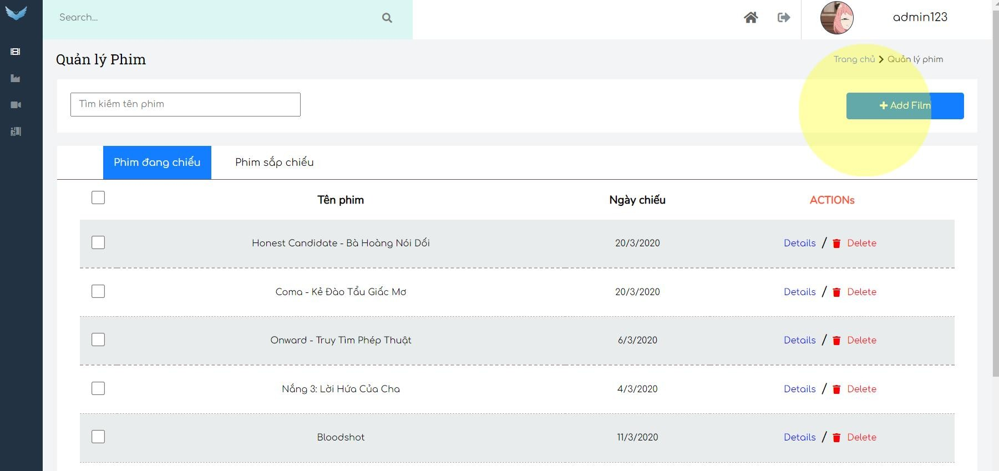 Search...
admin123
Quản lý Phim
Trang chủ > Quản lý phim
Tìm kiếm tên phim
+ Add Film
Phim đang chiếu Phim sắp chiếu
Tên phim Ngày chiếu ACTIONs
Honest Candidate - Bà Hoàng Nói Dối 20/3/2020 Details / Delete
Coma - Kẻ Đào Tẩu Giấc Mơ 20/3/2020 Details / Delete
Onward - Truy Tìm Phép Thuật 6/3/2020 Details / Delete
Nắng 3: Lời Hứa Của Cha 4/3/2020 Details / Delete
Bloodshot 11/3/2020 Details / Delete